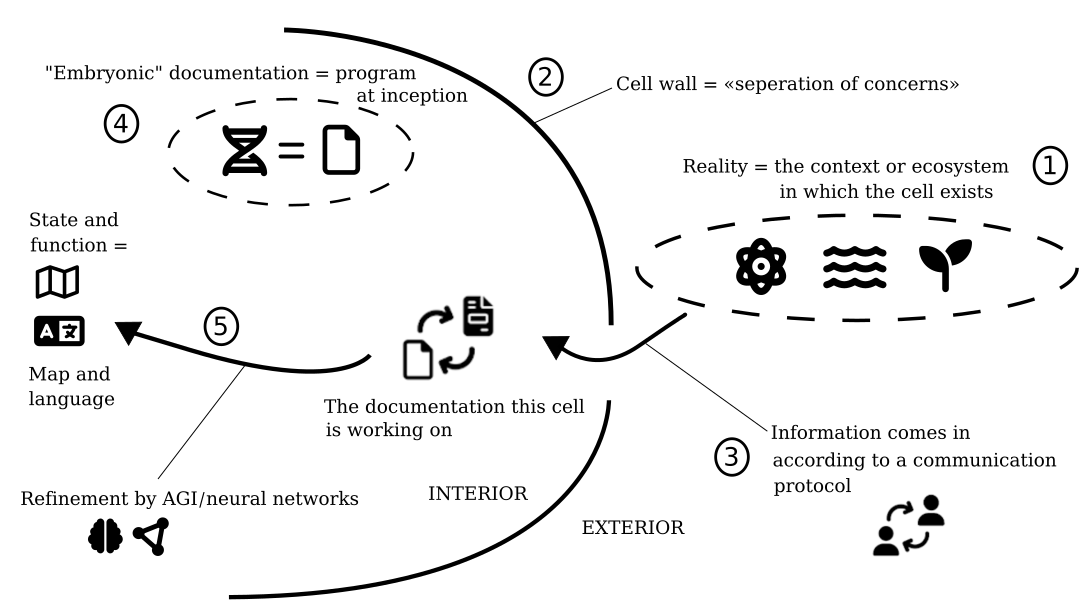 "Embryonic" documentation = program
at inception
4
2
Cell wall = «seperation of concerns»
Reality = the context or ecosystem
in which the cell exists
1
State and
function =
A 文
Map and
language
5
The documentation this cell
is working on
3
Information comes in
according to a communication
protocol
Refinement by AGI/neural networks
INTERIOR
EXTERIOR